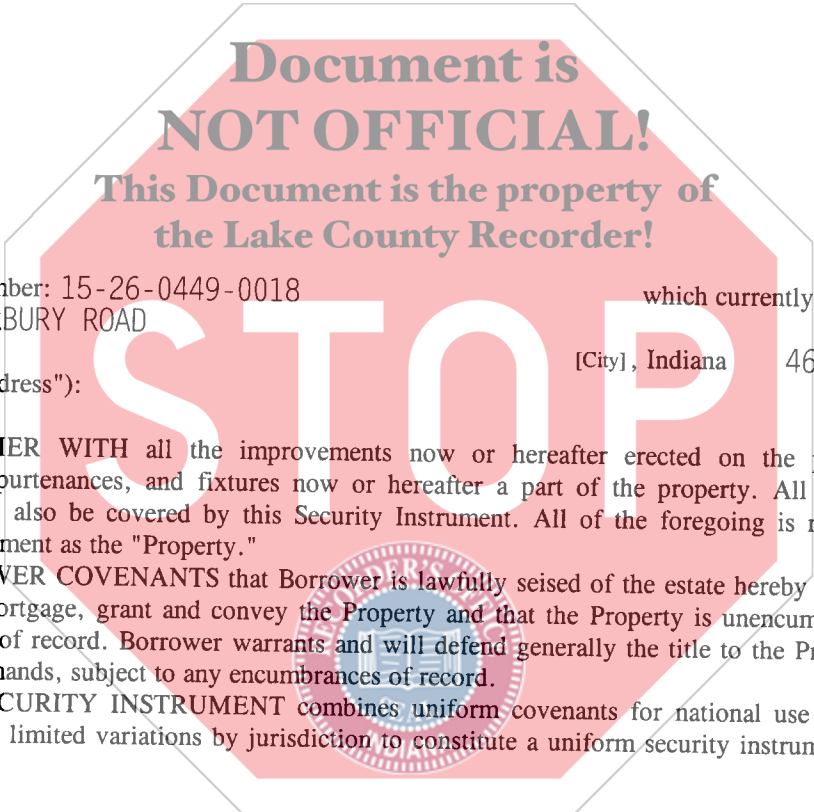 Document is
NOT OFFICIAL!
This Document is the property of
the Lake County Recorder!
nber: 15-26-0449-0018 which currently
BURY ROAD
[City], Indiana 46
dress"):
STOP
IER WITH all the improvements now or hereafter erected on the
purtenances, and fixtures now or hereafter a part of the property. All
also be covered by this Security Instrument. All of the foregoing is
ment as the "Property."
VER COVENANTS that Borrower is lawfully seised of the estate hereby
ortgage, grant and convey the Property and that the Property is unencum
of record. Borrower warrants and will defend generally the title to the Pr
nands, subject to any encumbrances of record.
CURITY INSTRUMENT combines uniform covenants for national use
limited variations by jurisdiction to constitute a uniform security instrum
SEAL
INDIANA